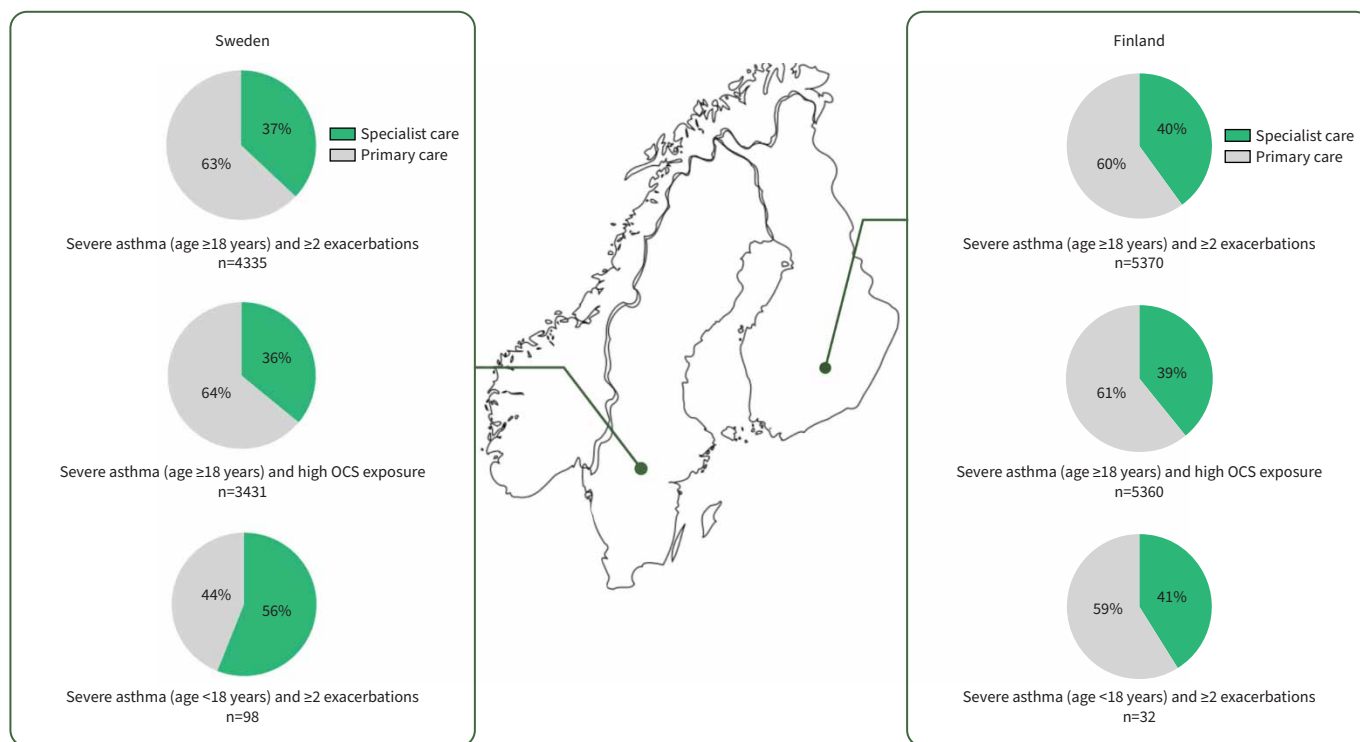 Sweden
37%
63%
Specialist care
Primary care
Severe asthma (age ≥18 years) and ≥2 exacerbations
n=4335
36%
64%
Severe asthma (age ≥18 years) and high OCS exposure
n=3431
44%
56%
Severe asthma (age <18 years) and ≥2 exacerbations
n=98
Finland
40%
60%
Specialist care
Primary care
Severe asthma (age ≥18 years) and ≥2 exacerbations
n=5370
39%
61%
Severe asthma (age ≥18 years) and high OCS exposure
n=5360
59%
41%
Severe asthma (age <18 years) and ≥2 exacerbations
n=32